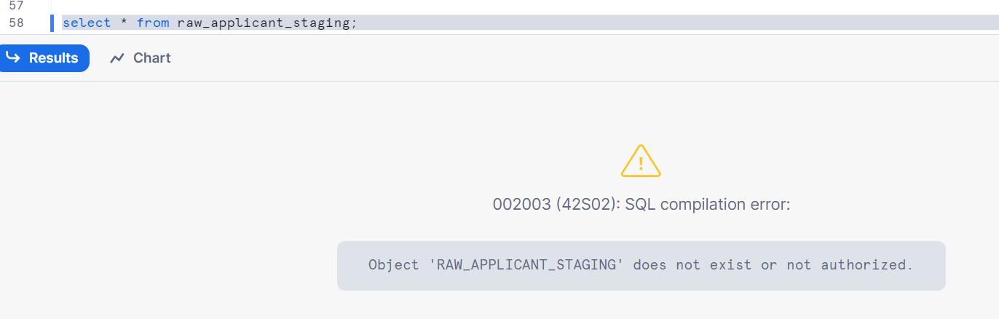 57
58 select * from raw_applicant_staging;
Results Chart
002003 (42S02): SQL compilation error:
Object 'RAW_APPLICANT_STAGING' does not exist or not authorized.